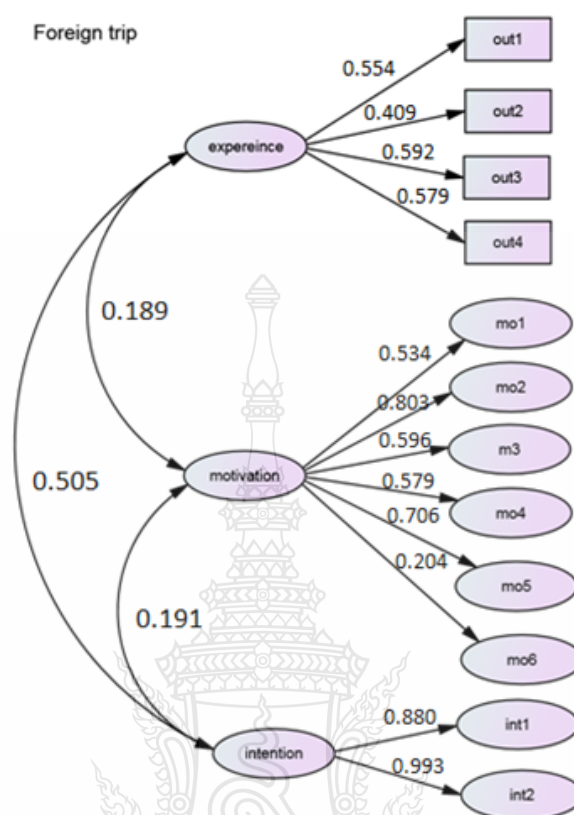 Foreign trip
out1
0.554
out2
0.409
expereince
0.592
out3
0.579
out4
0.189
mo1
0.534
mo2
0.803
m3
0.596
motivation
0.579
mo4
0.505
0.706
mo5
0.204
0.191
mo6
0.880
int1
intention
0.993
int2